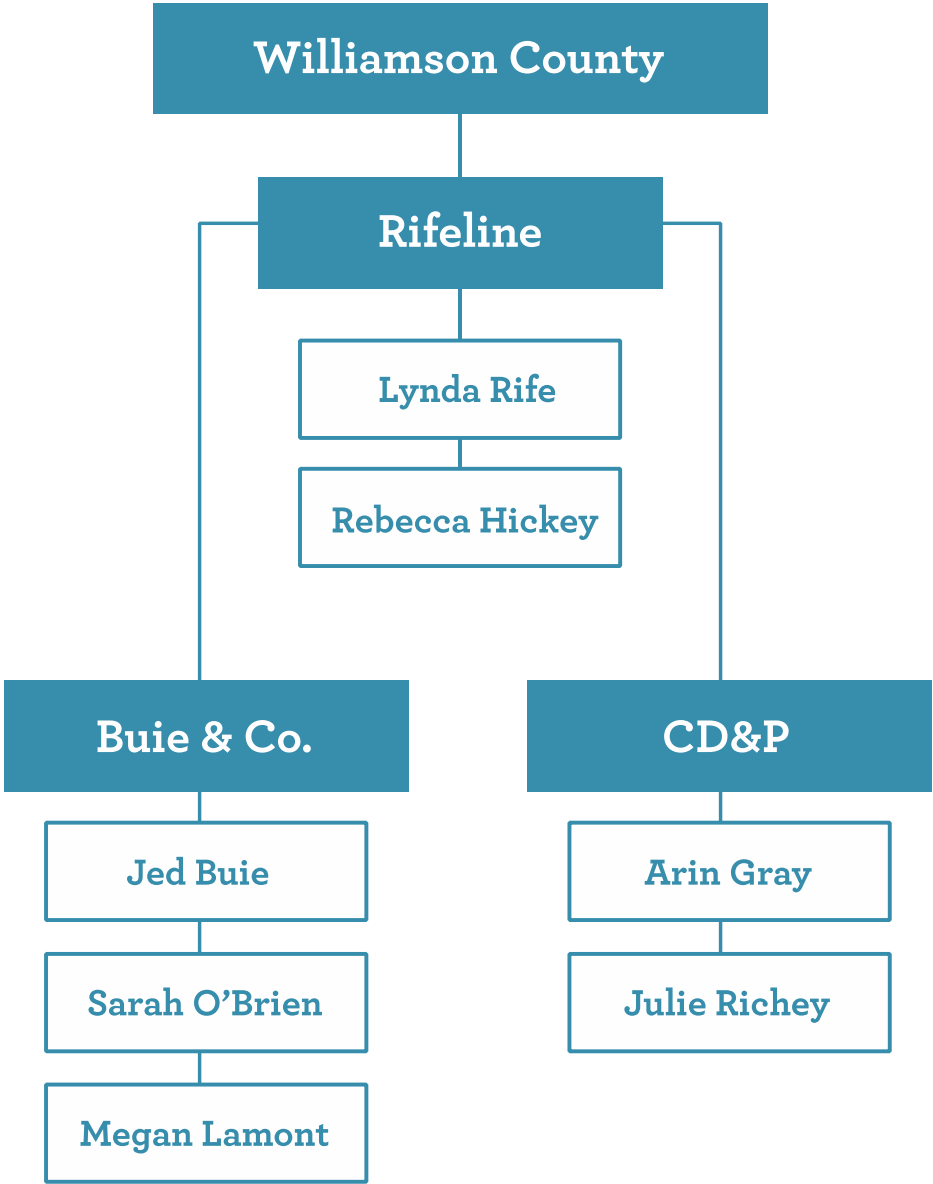 Williamson County
Rifeline
Lynda Rife
Rebecca Hickey
Buie & Co.
Jed Buie
Sarah O’Brien
Megan Lamont
CD&P
Arin Gray
Julie Richey